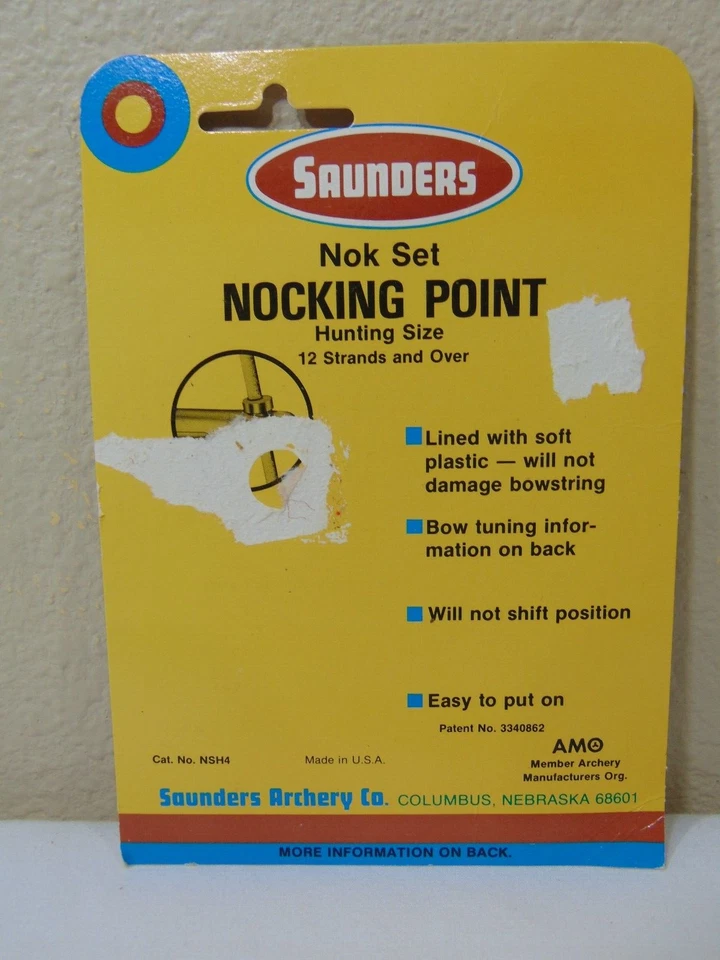 SAUNDERS
Nok Set
NOCKING POINT
Hunting Size
12 Strands and Over
Lined with soft
plastic — will not
damage bowstring
Bow tuning infor-
mation on back
Will not shift position
Easy to put on
Patent No. 3340862
AMO
Member Archery
Manufacturers Org.
Cat. No. NSH4
Made in U.S.A.
Saunders Archery Co. COLUMBUS, NEBRASKA 68601
MORE INFORMATION ON BACK.